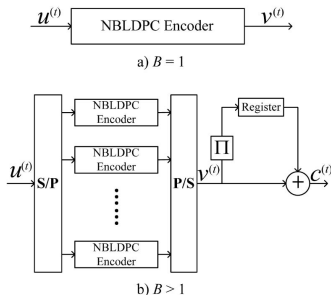 u^(t)
NBLDPC Encoder
v^(t)
a) B = 1
u^(t)
S/P
NBLDPC
Encoder
NBLDPC
Encoder
NBLDPC
Encoder
P/S
v^(t)
Π
Register
+
c^(t)
b) B > 1